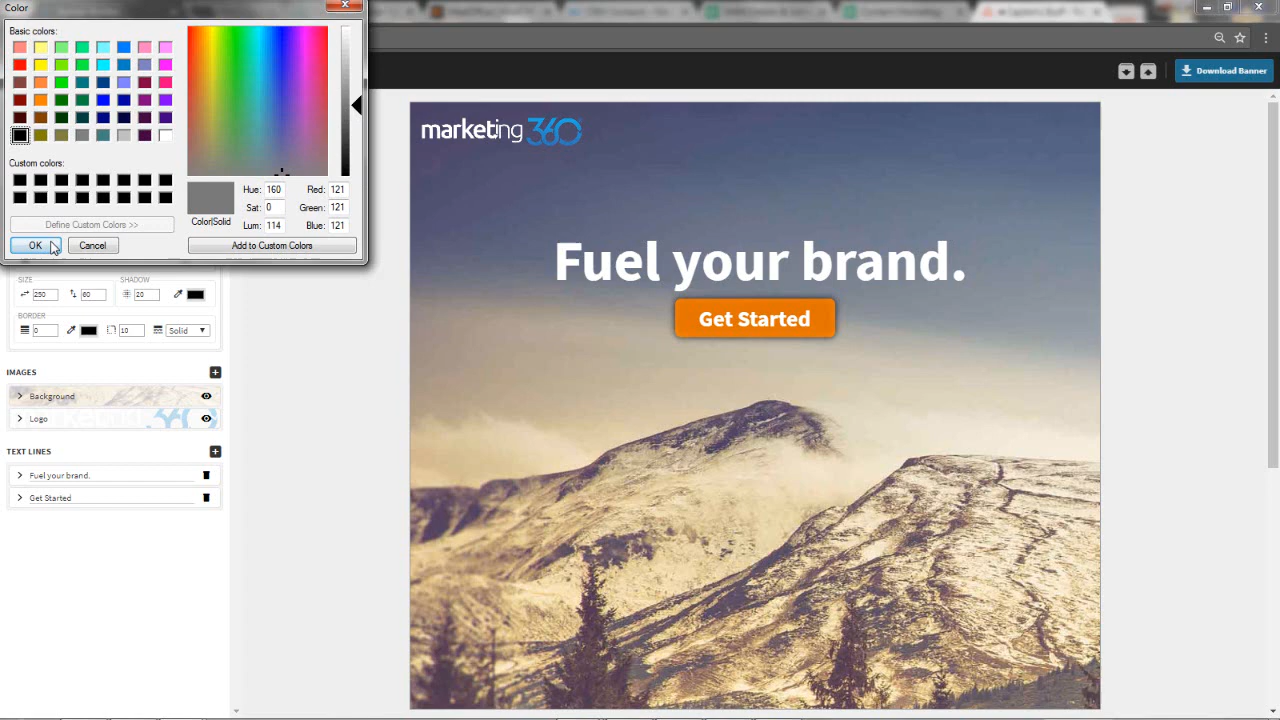 Color
Basic colors:
Custom colors:
Define Custom Colors >>
OK
Cancel
Color|Solid
Hue: 160
Sat: 0
Lum: 114
Red: 121
Green: 121
Blue: 121
Add to Custom Colors
Download Banner
SIZE
SHADOW
250
60
20
BORDER
0
10
Solid
IMAGES
Background
Logo
TEXT LINES
Fuel your brand.
Get Started
marketing 360
Fuel your brand.
Get Started